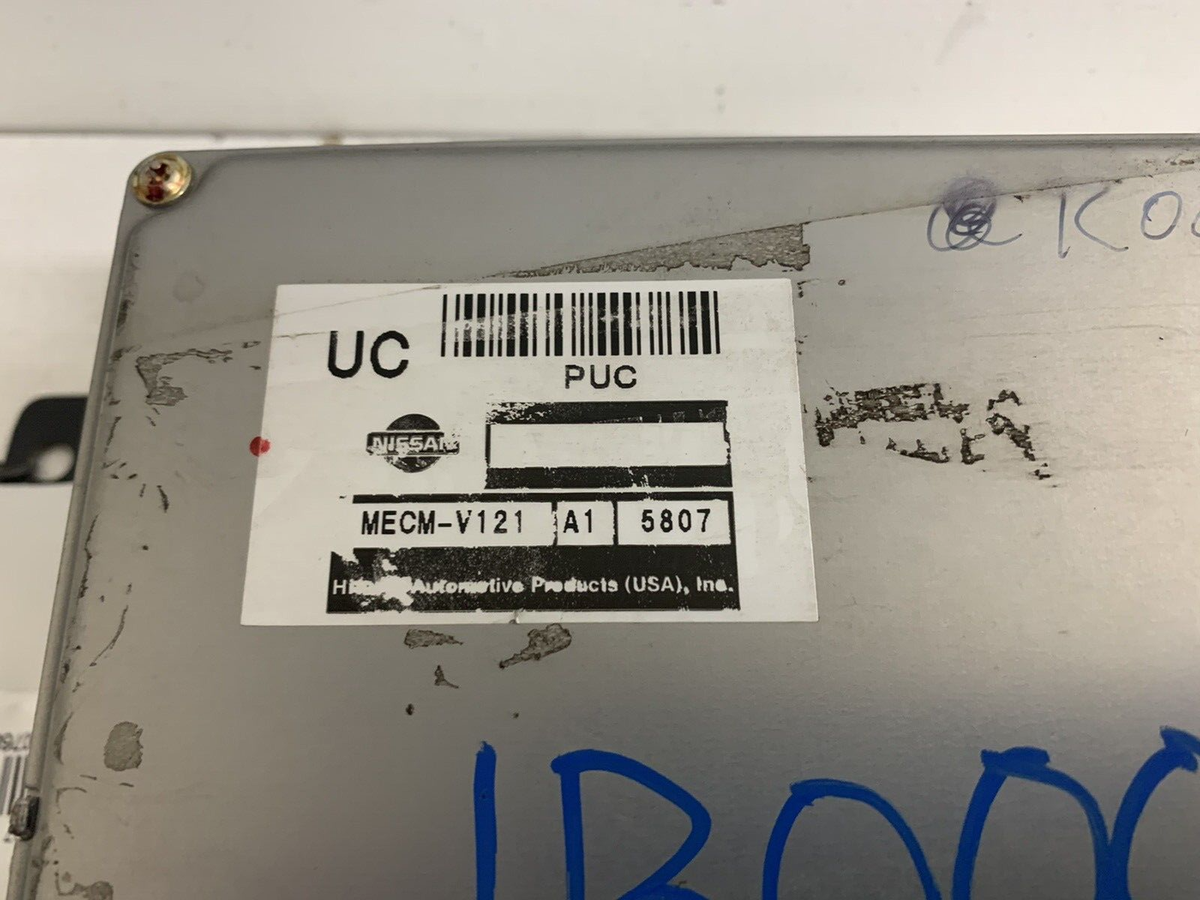 K
UC
PUC
NISSAN
MECM-V121 A1 5807
Automotive Products (USA), Inc.